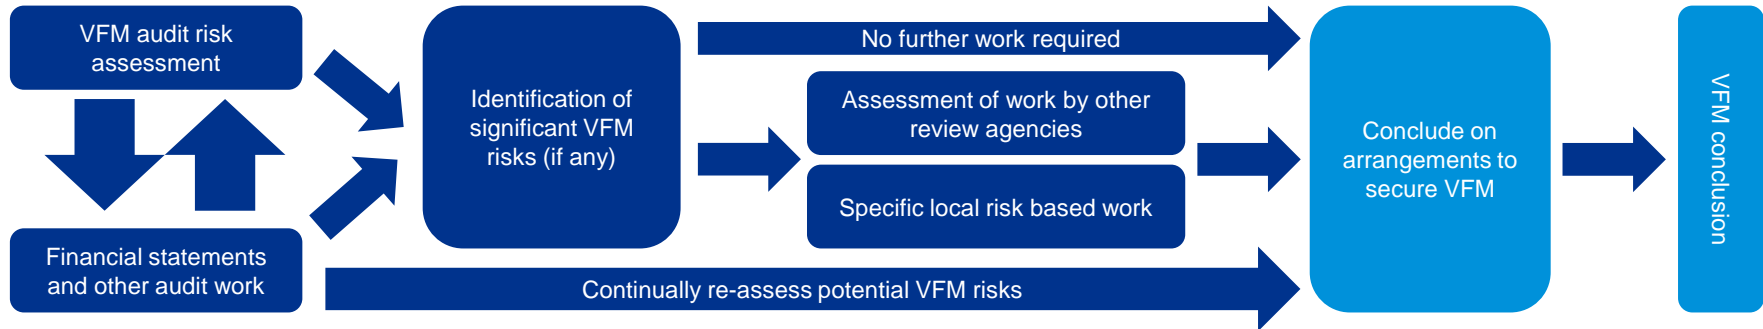 VFM audit risk
assessment
Financial statements
and other audit work
Identification of
significant VFM
risks (if any)
No further work required
Assessment of work by other
review agencies
Specific local risk based work
Continually re-assess potential VFM risks
Conclude on
arrangements to
secure VFM
VFM conclusion